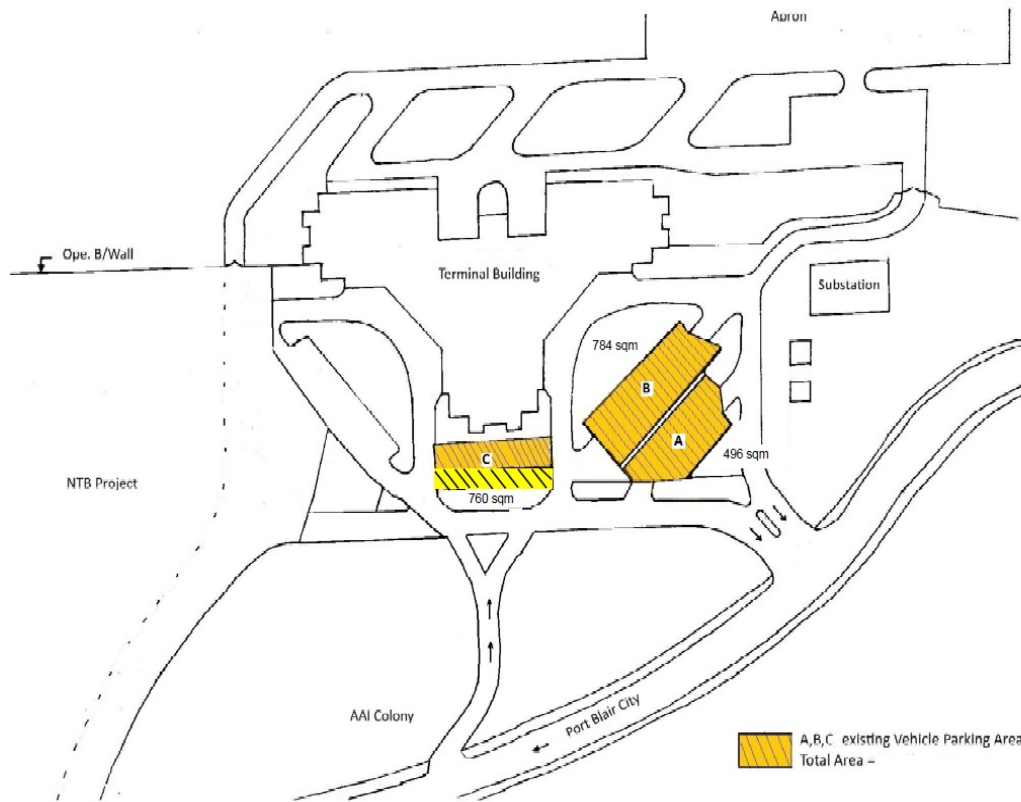 Apron
Ope. B/Wall
Terminal Building
Substation
784 sqm
B
A
496 sqm
C
760 sqm
NTB Project
AAI Colony
Port Blair City
A,B,C existing Vehicle Parking Area
Total Area =